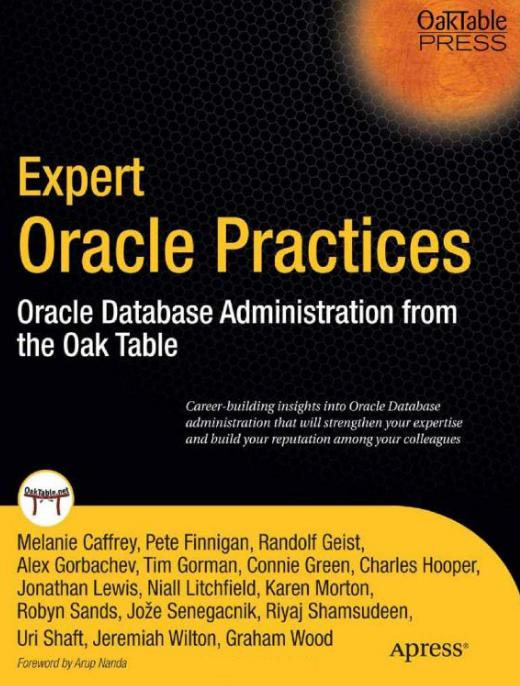 OakTable
PRESS
Expert
Oracle Practices
Oracle Database Administration from
the Oak Table
Career-building insights into Oracle Database
administration that will strengthen your expertise
and build your reputation among your colleagues
OakTable.net
Melanie Caffrey, Pete Finnigan, Randolf Geist,
Alex Gorbachev, Tim Gorman, Connie Green, Charles Hooper,
Jonathan Lewis, Niall Litchfield, Karen Morton,
Robyn Sands, Jože Senegacnik, Riyaj Shamsudeen,
Uri Shaft, Jeremiah Wilton, Graham Wood
Foreword by Arup Nanda
Apress®